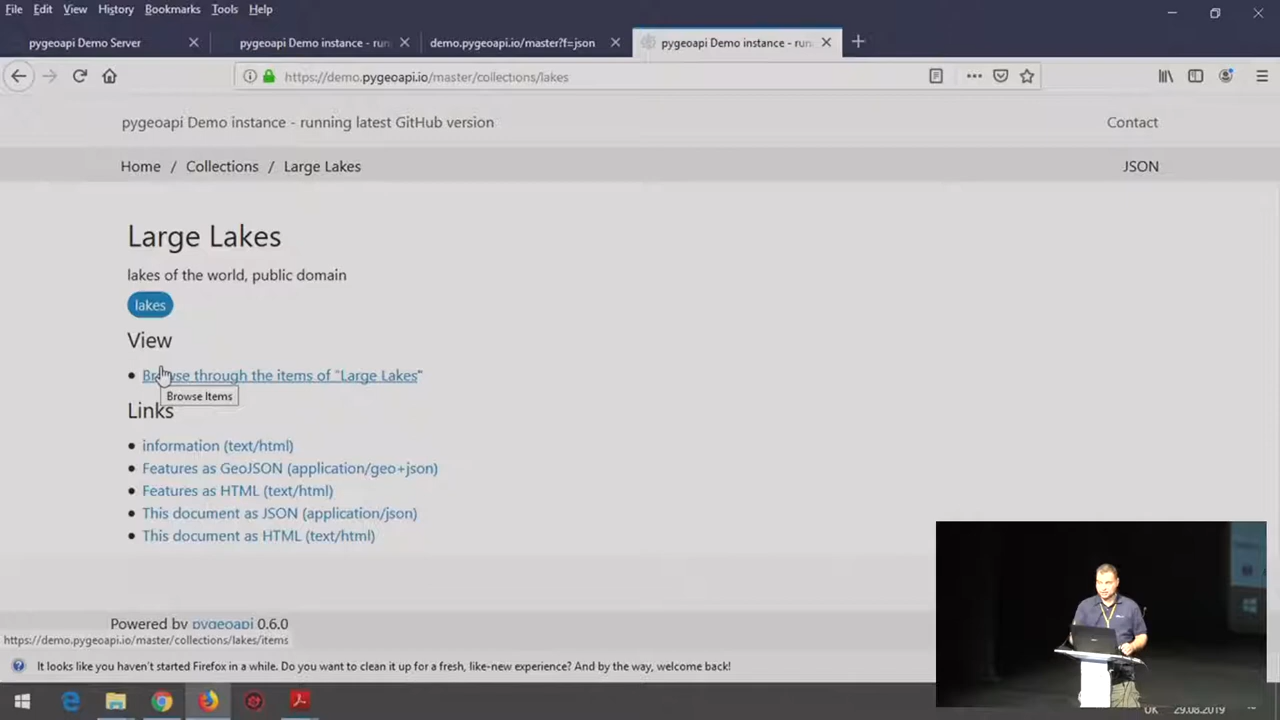 File Edit View History Bookmarks Tools Help
pygeoapi Demo Server
pygeoapi Demo instance - run
demo.pygeoapi.io/master?f=json
pygeoapi Demo instance - run
https://demo.pygeoapi.io/master/collections/lakes
pygeoapi Demo instance - running latest GitHub version
Contact
Home / Collections / Large Lakes
JSON
Large Lakes
lakes of the world, public domain
lakes
View
Browse through the items of "Large Lakes"
Browse Items
Links
information (text/html)
Features as GeoJSON (application/geo+json)
Features as HTML (text/html)
This document as JSON (application/json)
This document as HTML (text/html)
Powered by pygeoapi 0.6.0
https://demo.pygeoapi.io/master/collections/lakes/items
It looks like you haven't started Firefox in a while. Do you want to clean it up for a fresh, like-new experience? And by the way, welcome back!
UK
29.08.2019